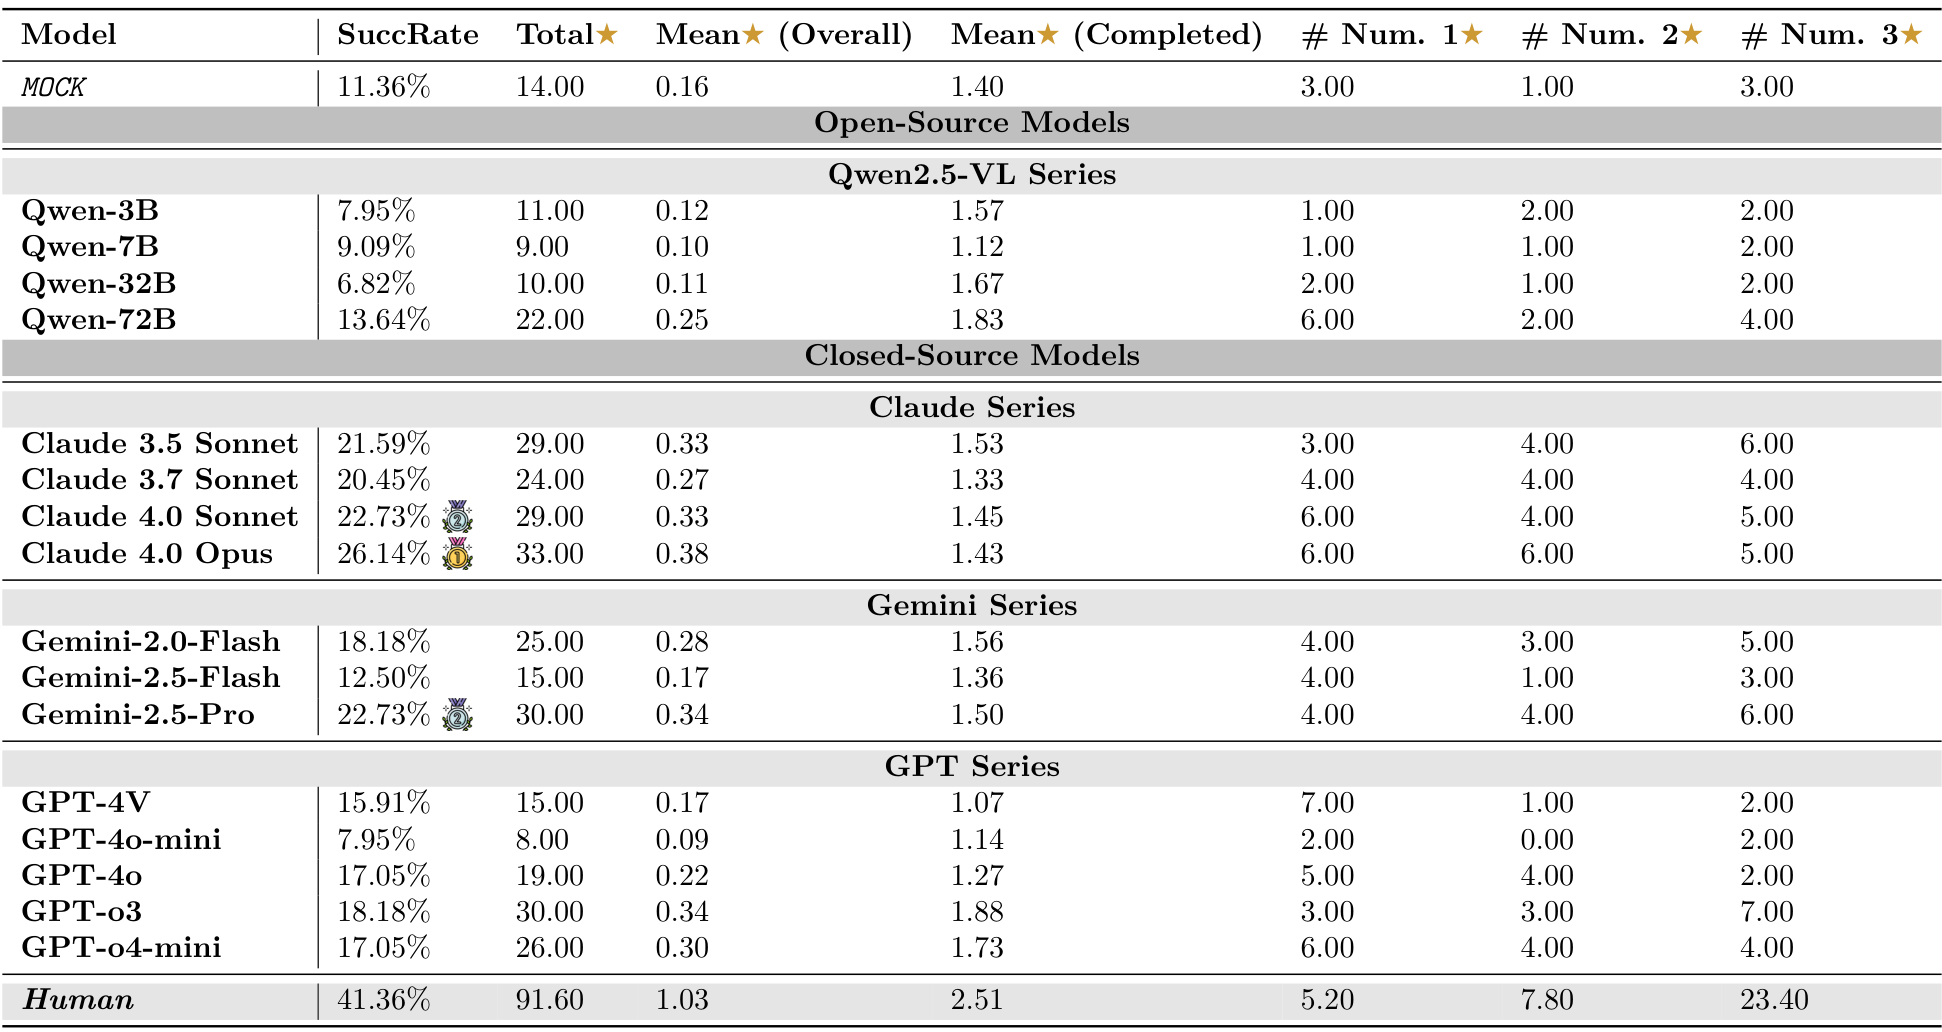 Model SuccRate Total★ Mean★ (Overall) Mean★ (Completed) # Num. 1★ # Num. 2★ # Num. 3★
MOCK 11.36% 14.00 0.16 1.40 3.00 1.00 3.00
Open-Source Models
Qwen2.5-VL Series
Qwen-3B 7.95% 11.00 0.12 1.57 1.00 2.00 2.00
Qwen-7B 9.09% 9.00 0.10 1.12 1.00 1.00 2.00
Qwen-32B 6.82% 10.00 0.11 1.67 2.00 1.00 2.00
Qwen-72B 13.64% 22.00 0.25 1.83 6.00 2.00 4.00
Closed-Source Models
Claude Series
Claude 3.5 Sonnet 21.59% 29.00 0.33 1.53 3.00 4.00 6.00
Claude 3.7 Sonnet 20.45% 24.00 0.27 1.33 4.00 4.00 4.00
Claude 4.0 Sonnet 22.73% 2 29.00 0.33 1.45 6.00 4.00 5.00
Claude 4.0 Opus 26.14% 1 33.00 0.38 1.43 6.00 6.00 5.00
Gemini Series
Gemini-2.0-Flash 18.18% 25.00 0.28 1.56 4.00 3.00 5.00
Gemini-2.5-Flash 12.50% 15.00 0.17 1.36 4.00 1.00 3.00
Gemini-2.5-Pro 22.73% 2 30.00 0.34 1.50 4.00 4.00 6.00
GPT Series
GPT-4V 15.91% 15.00 0.17 1.07 7.00 1.00 2.00
GPT-4o-mini 7.95% 8.00 0.09 1.14 2.00 0.00 2.00
GPT-4o 17.05% 19.00 0.22 1.27 5.00 4.00 2.00
GPT-o3 18.18% 30.00 0.34 1.88 3.00 3.00 7.00
GPT-o4-mini 17.05% 26.00 0.30 1.73 6.00 4.00 4.00
Human 41.36% 91.60 1.03 2.51 5.20 7.80 23.40